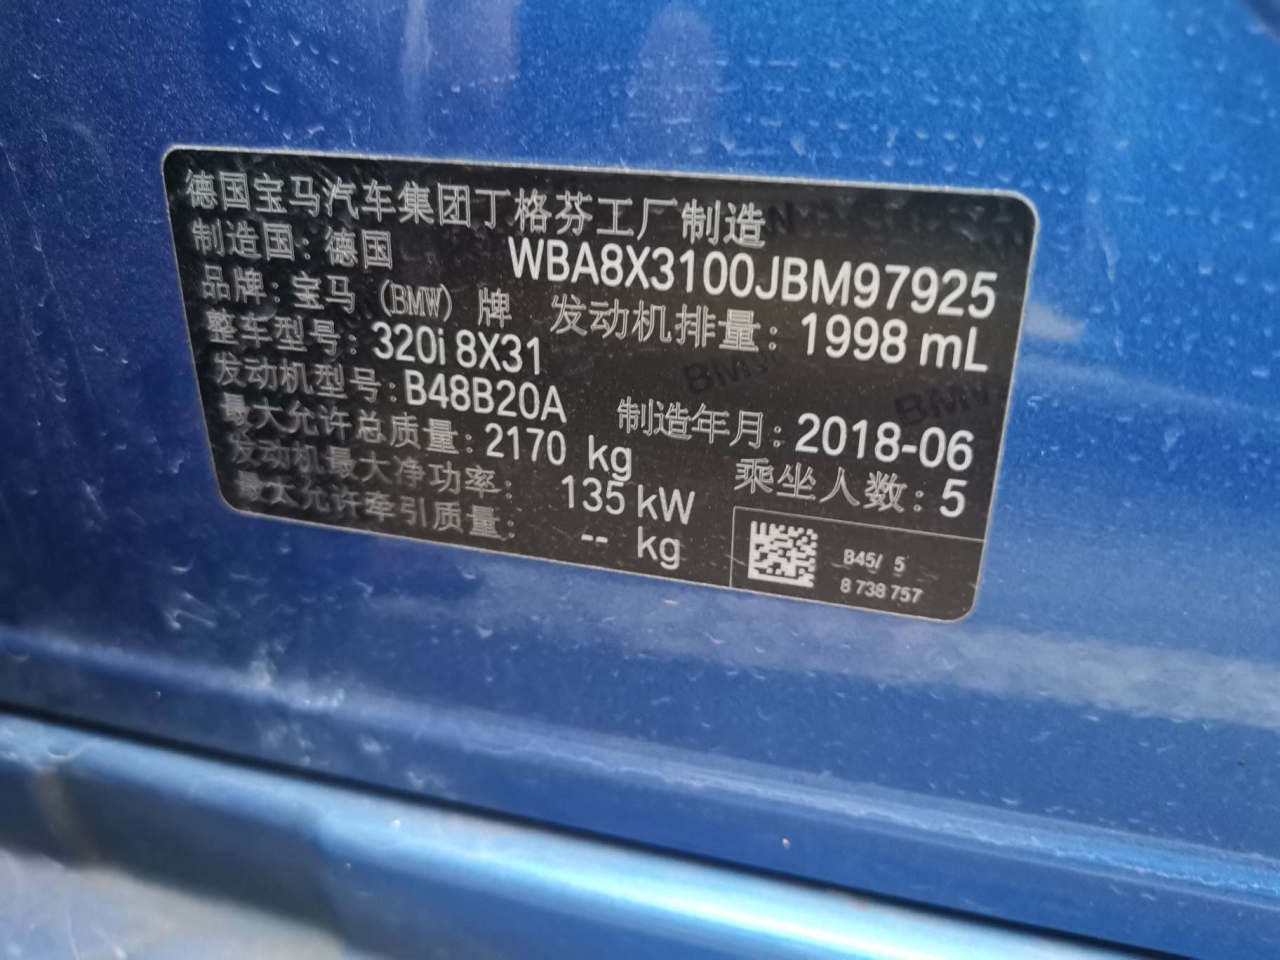 德国宝马汽车集团丁格芬工厂制造
制造国：德国
WBA8X3100JBM97925
品牌：宝马（BMW）牌
发动机排量：1998 mL
整车型号：320i 8X31
发动机型号：B48B20A
制造年月：2018-06
最大允许总质量：2170 kg
乘坐人数：5
发动机最大净功率：135 kW
最大允许牵引质量：-- kg
B45/ 5
8 738 757
BMW
BMW